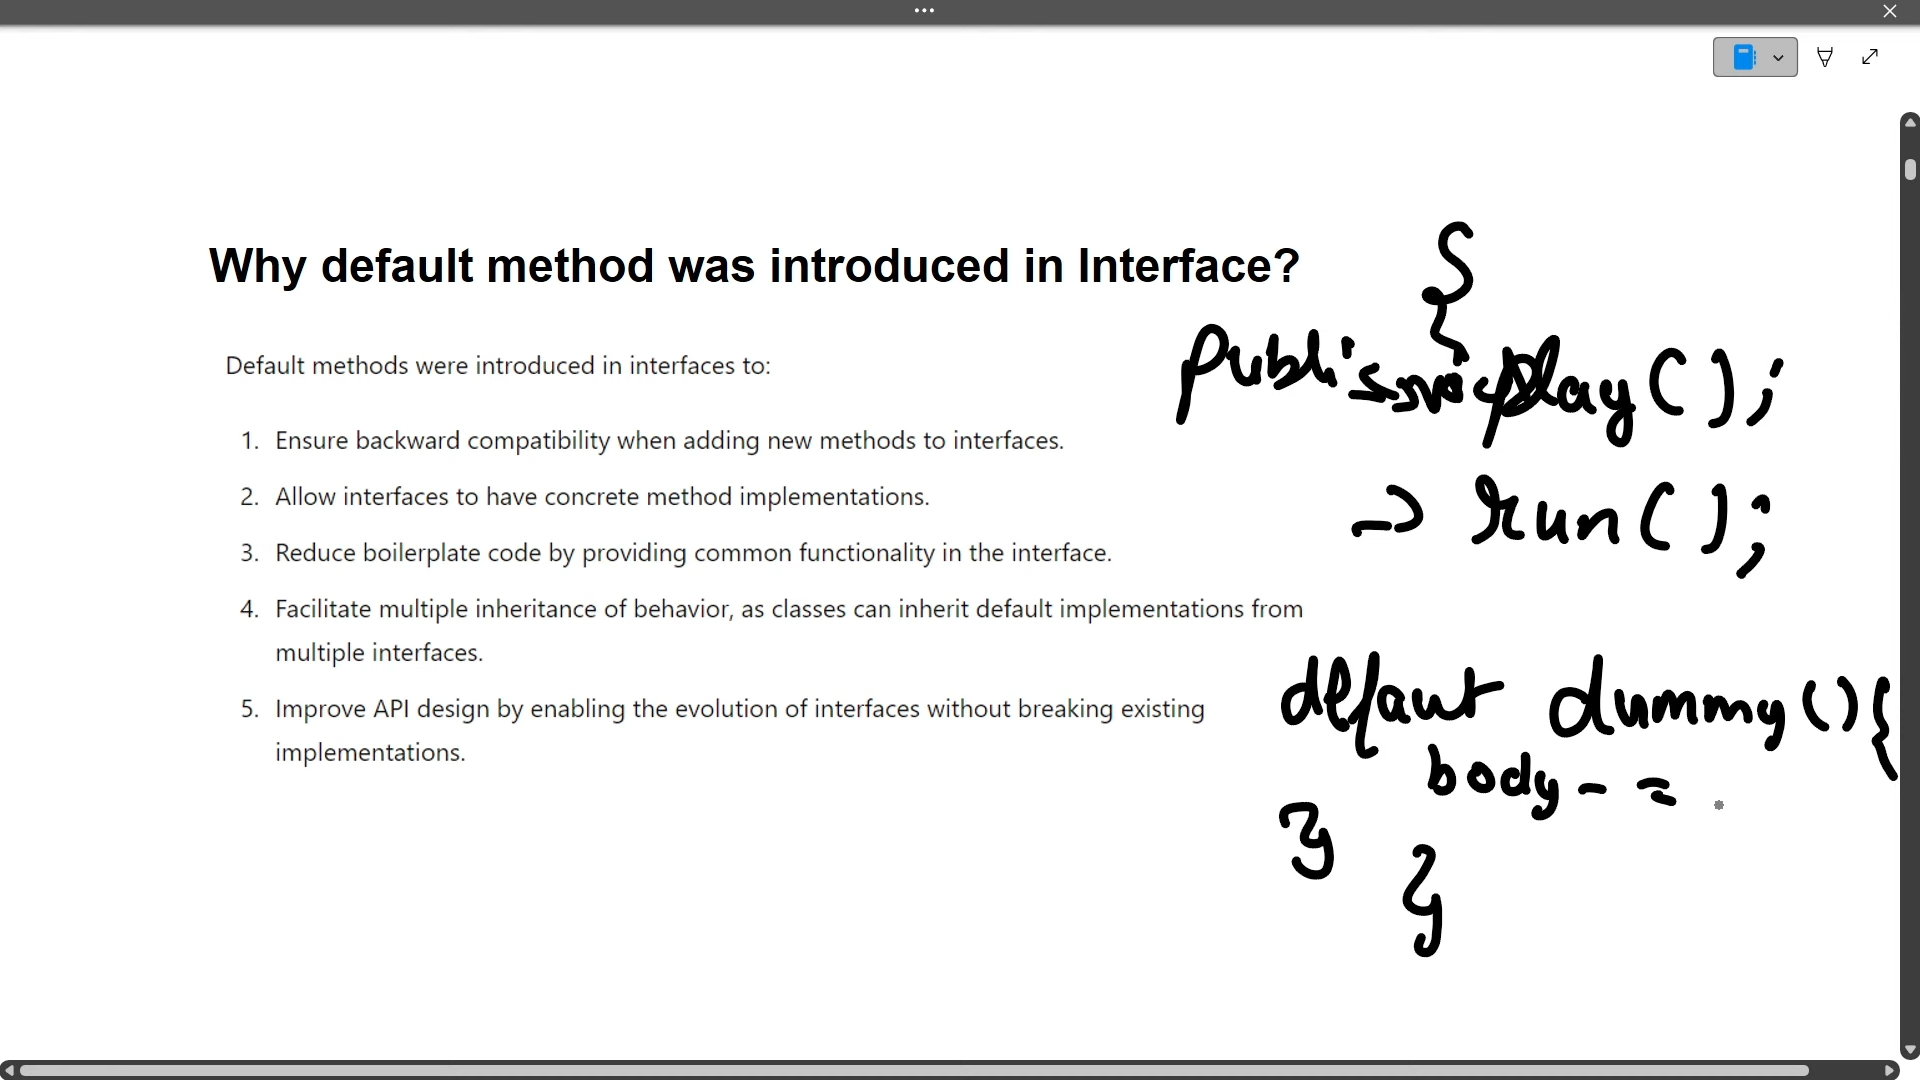 Why default method was introduced in Interface?
Default methods were introduced in interfaces to:
1. Ensure backward compatibility when adding new methods to interfaces.
2. Allow interfaces to have concrete method implementations.
3. Reduce boilerplate code by providing common functionality in the interface.
4. Facilitate multiple inheritance of behavior, as classes can inherit default implementations from
multiple interfaces.
5. Improve API design by enabling the evolution of interfaces without breaking existing
implementations.
{
play();
→ run();
defaut dummy(){
body - =
}
}